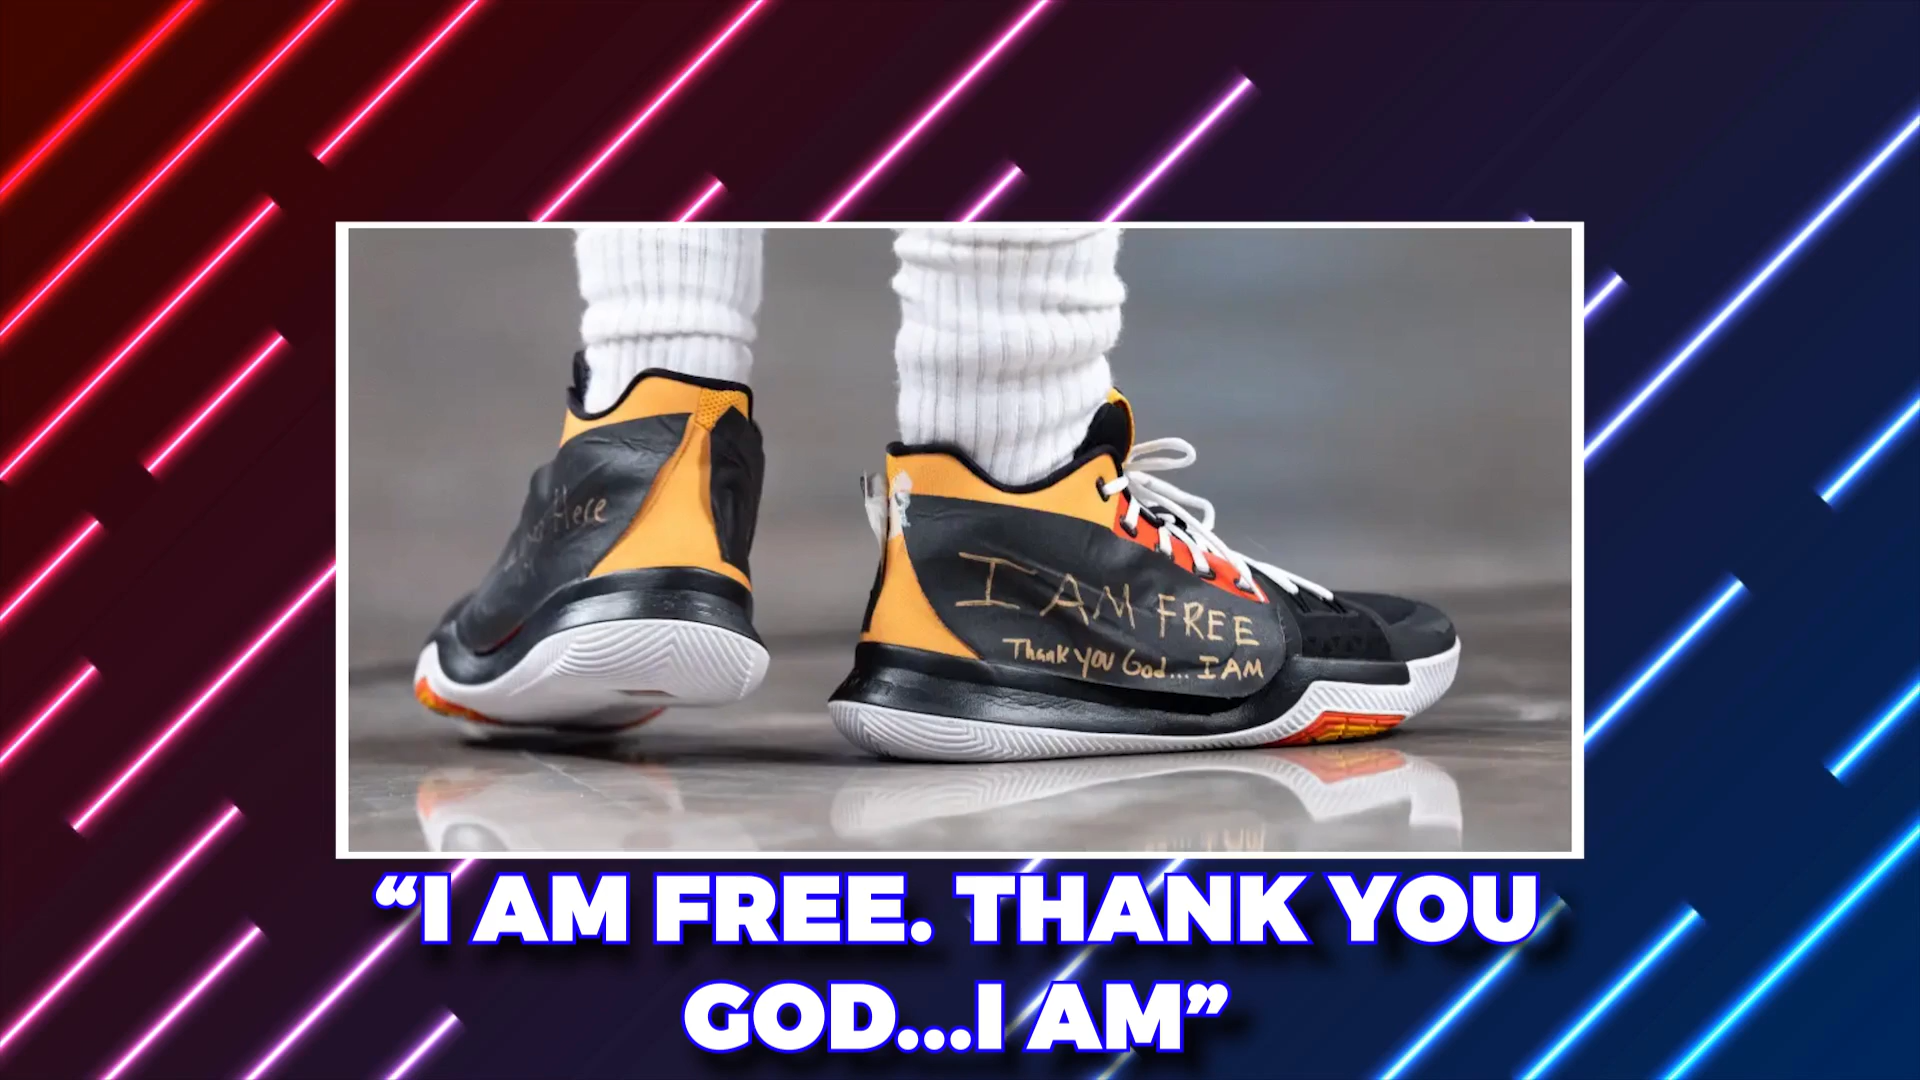 Here
I AM FREE
Thank you God... I AM
“I AM FREE. THANK YOU
GOD...I AM”